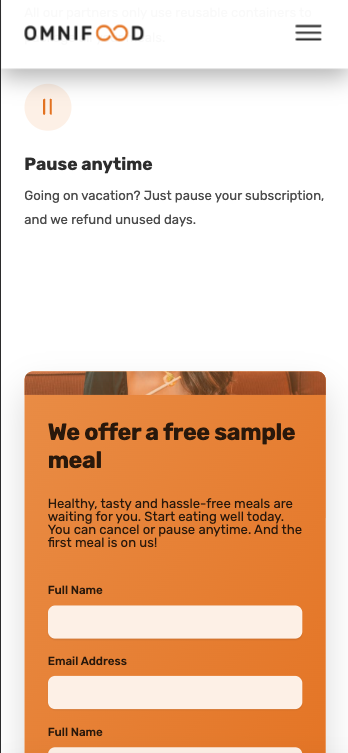 All our partners only use reusable containers to
OMNIFOOD
Pause anytime
Going on vacation? Just pause your subscription,
and we refund unused days.
We offer a free sample
meal
Healthy, tasty and hassle-free meals are
waiting for you. Start eating well today.
You can cancel or pause anytime. And the
first meal is on us!
Full Name
Email Address
Full Name